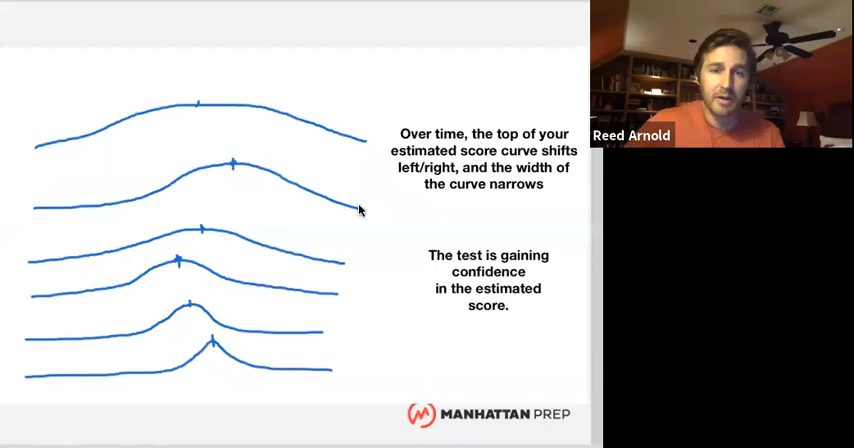 Over time, the top of your
estimated score curve shifts
left/right, and the width of
the curve narrows
The test is gaining
confidence
in the estimated
score.
MANHATTAN PREP
Reed Arnold